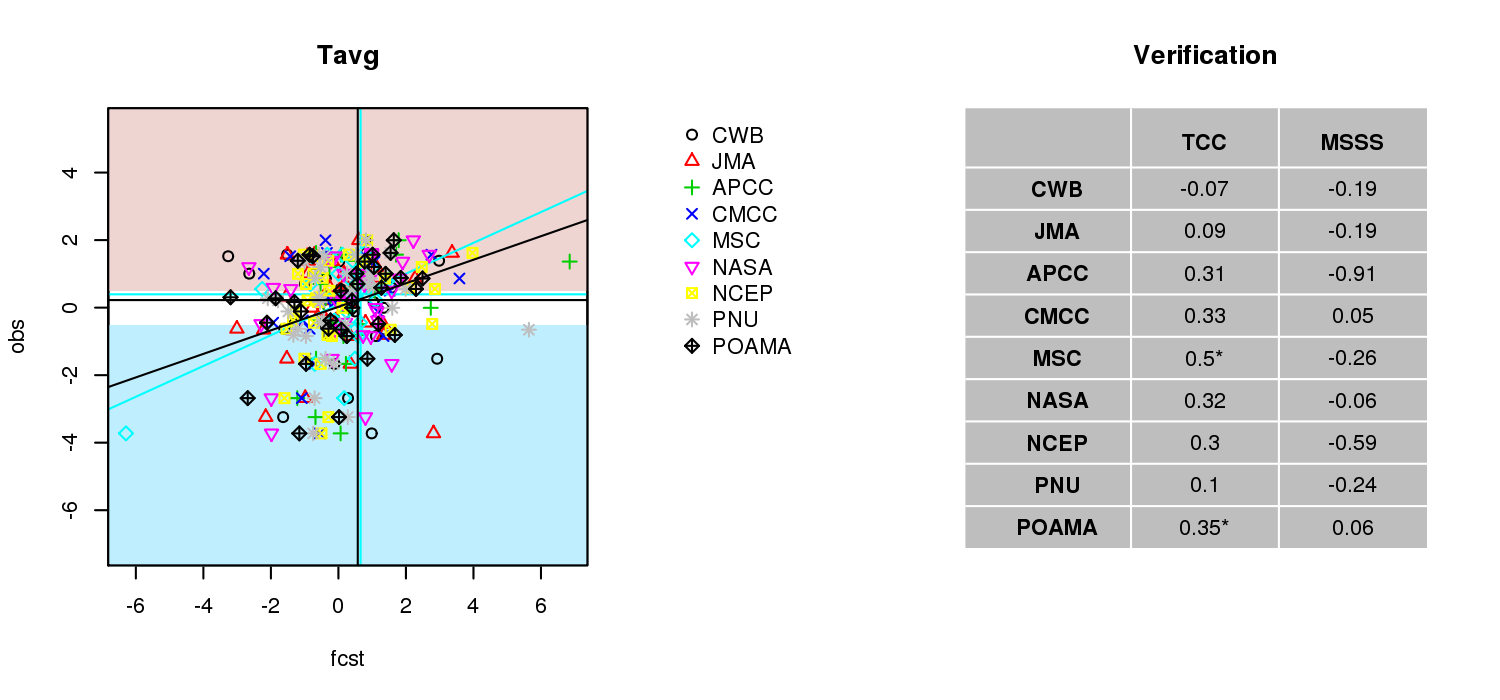 Tavg
obs
4
2
0
-2
-4
-6
-6 -4 -2 0 2 4 6
fcst
CWB
JMA
APCC
CMCC
MSC
NASA
NCEP
PNU
POAMA
Verification
TCC MSSS
CWB -0.07 -0.19
JMA 0.09 -0.19
APCC 0.31 -0.91
CMCC 0.33 0.05
MSC 0.5* -0.26
NASA 0.32 -0.06
NCEP 0.3 -0.59
PNU 0.1 -0.24
POAMA 0.35* 0.06